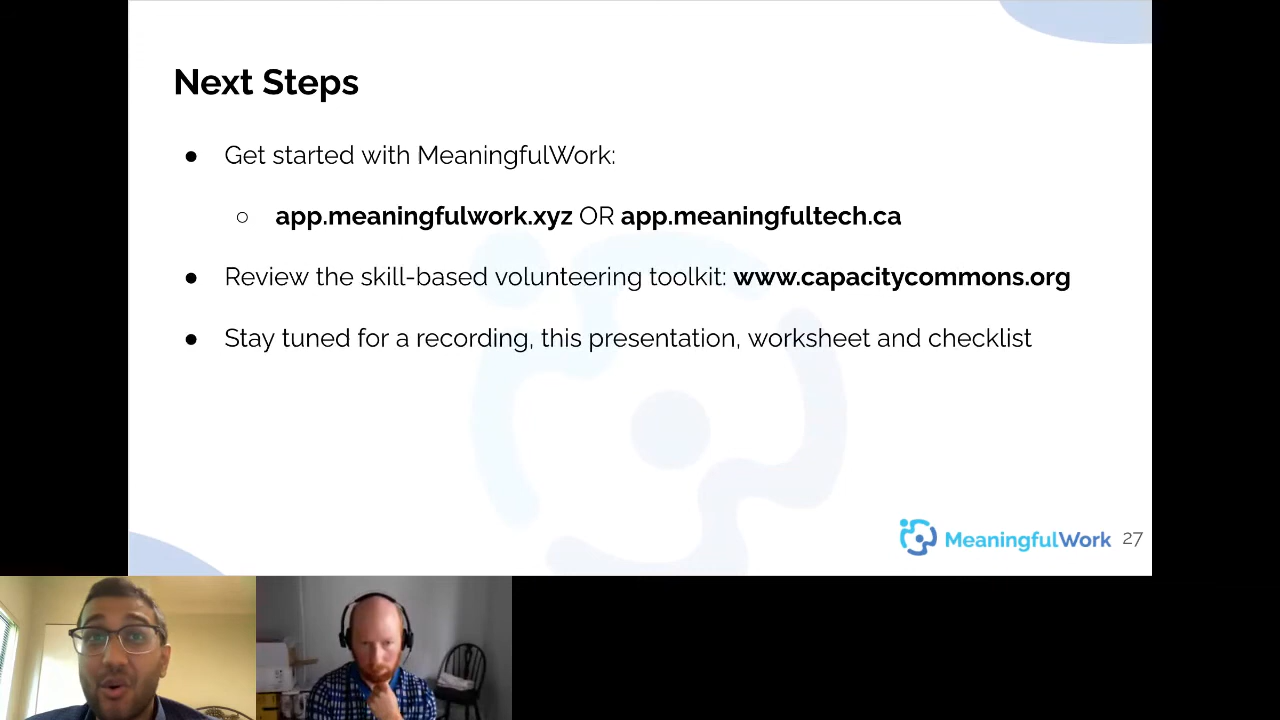 Next Steps
● Get started with MeaningfulWork:
○ app.meaningfulwork.xyz OR app.meaningfultech.ca
● Review the skill-based volunteering toolkit: www.capacitycommons.org
● Stay tuned for a recording, this presentation, worksheet and checklist
MeaningfulWork 27